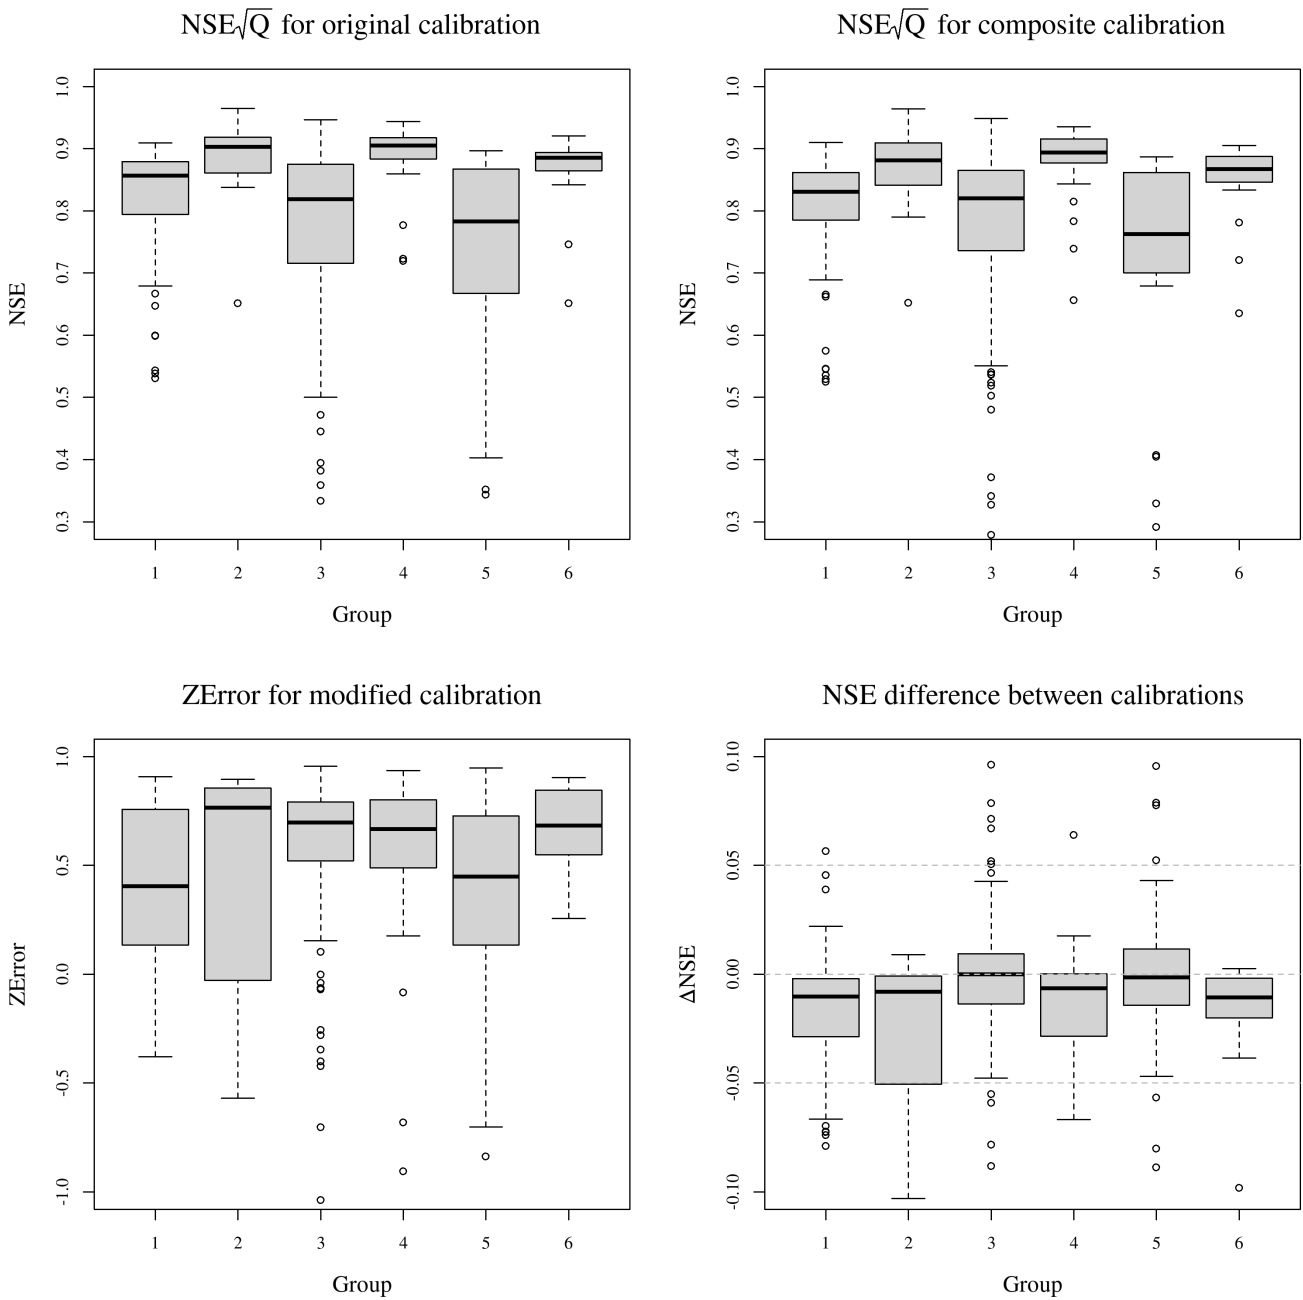 NSE√Q for original calibration
NSE
1.0
0.9
0.8
0.7
0.6
0.5
0.4
0.3
1 2 3 4 5 6
Group
NSE√Q for composite calibration
NSE
1.0
0.9
0.8
0.7
0.6
0.5
0.4
0.3
1 2 3 4 5 6
Group
ZError for modified calibration
ZError
1.0
0.5
0.0
-0.5
-1.0
1 2 3 4 5 6
Group
NSE difference between calibrations
ΔNSE
0.10
0.05
0.00
-0.05
-0.10
1 2 3 4 5 6
Group